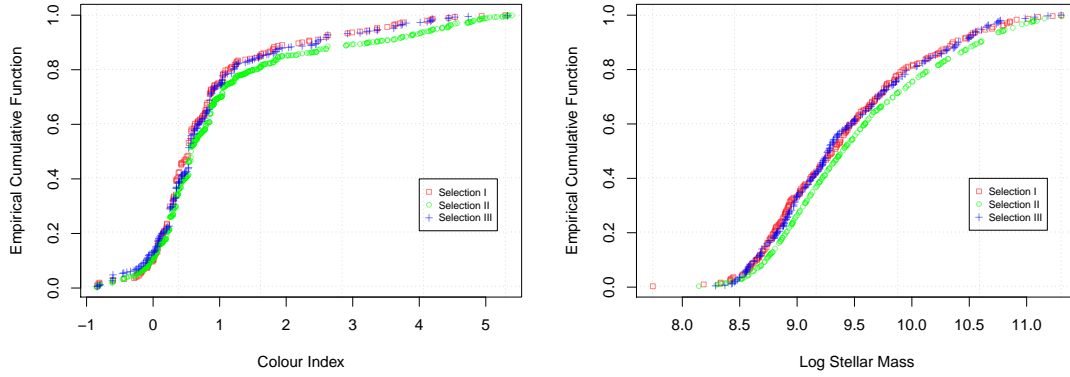 Empirical Cumulative Function
1.0
0.8
0.6
0.4
0.2
0.0
−1 0 1 2 3 4 5
Colour Index
Selection I
Selection II
Selection III
Empirical Cumulative Function
1.0
0.8
0.6
0.4
0.2
0.0
8.0 8.5 9.0 9.5 10.0 10.5 11.0
Log Stellar Mass
Selection I
Selection II
Selection III